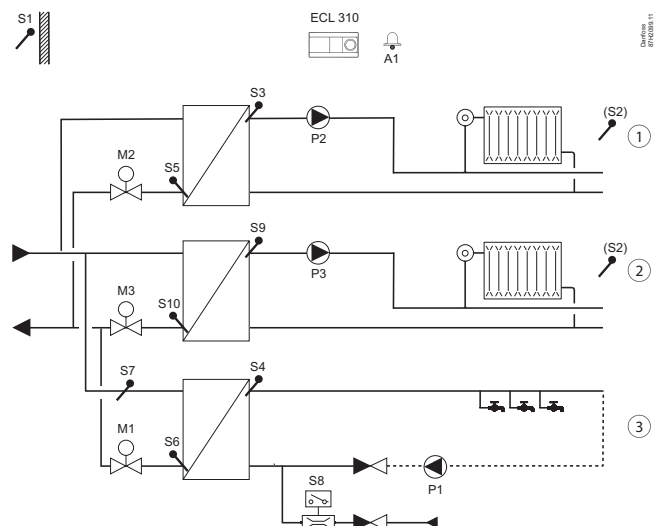 S1
ECL 310
A1
Danfoss
87H2099.11
S3
(S2)
P2
1
M2
S5
S9
(S2)
P3
2
M3
S10
S7
S4
M1
S6
3
S8
P1